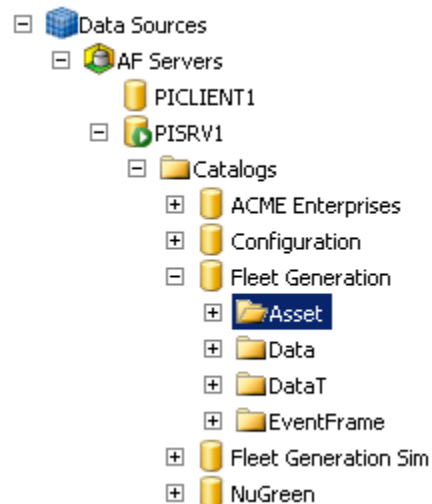 Data Sources
AF Servers
PICLIENT1
PISRV1
Catalogs
ACME Enterprises
Configuration
Fleet Generation
Asset
Data
DataT
EventFrame
Fleet Generation Sim
NuGreen